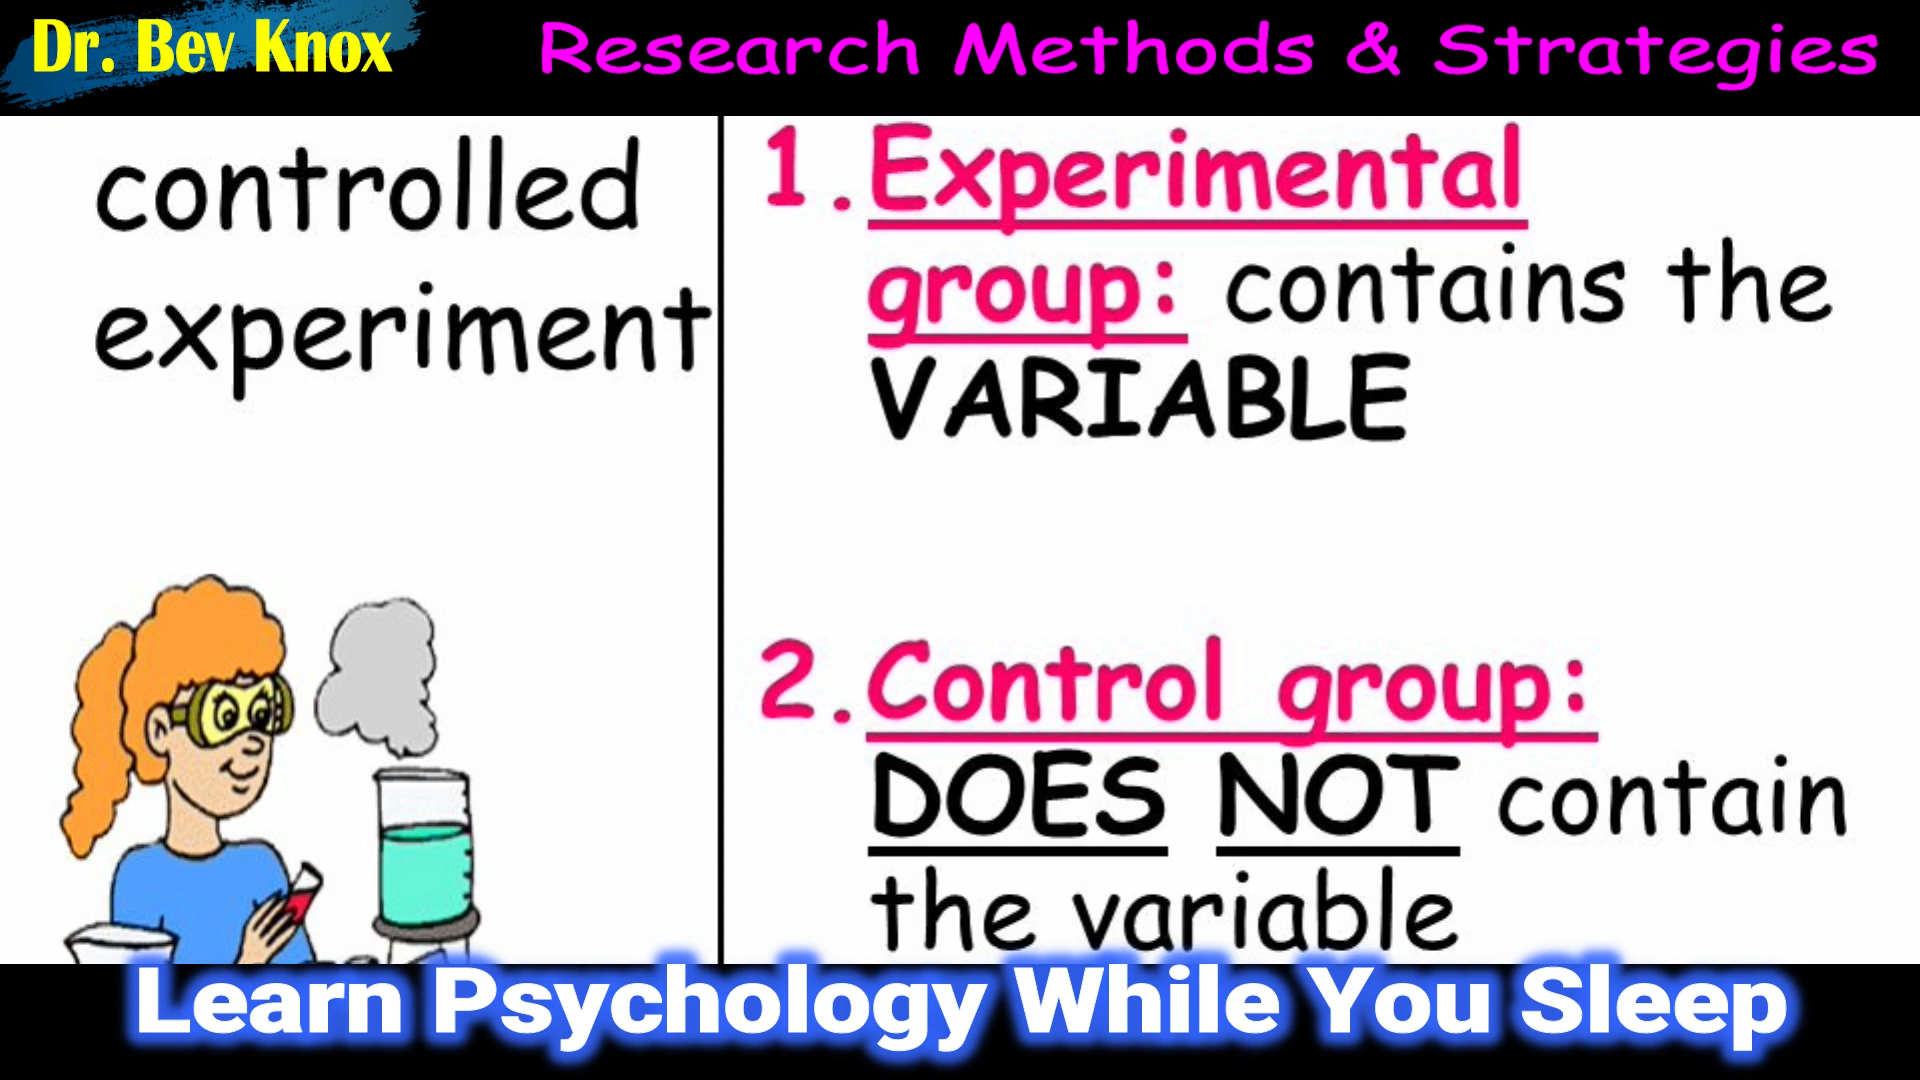 Dr. Bev Knox
Research Methods & Strategies
controlled
experiment
1. Experimental
group: contains the
VARIABLE
2. Control group:
DOES NOT contain
the variable
Learn Psychology While You Sleep